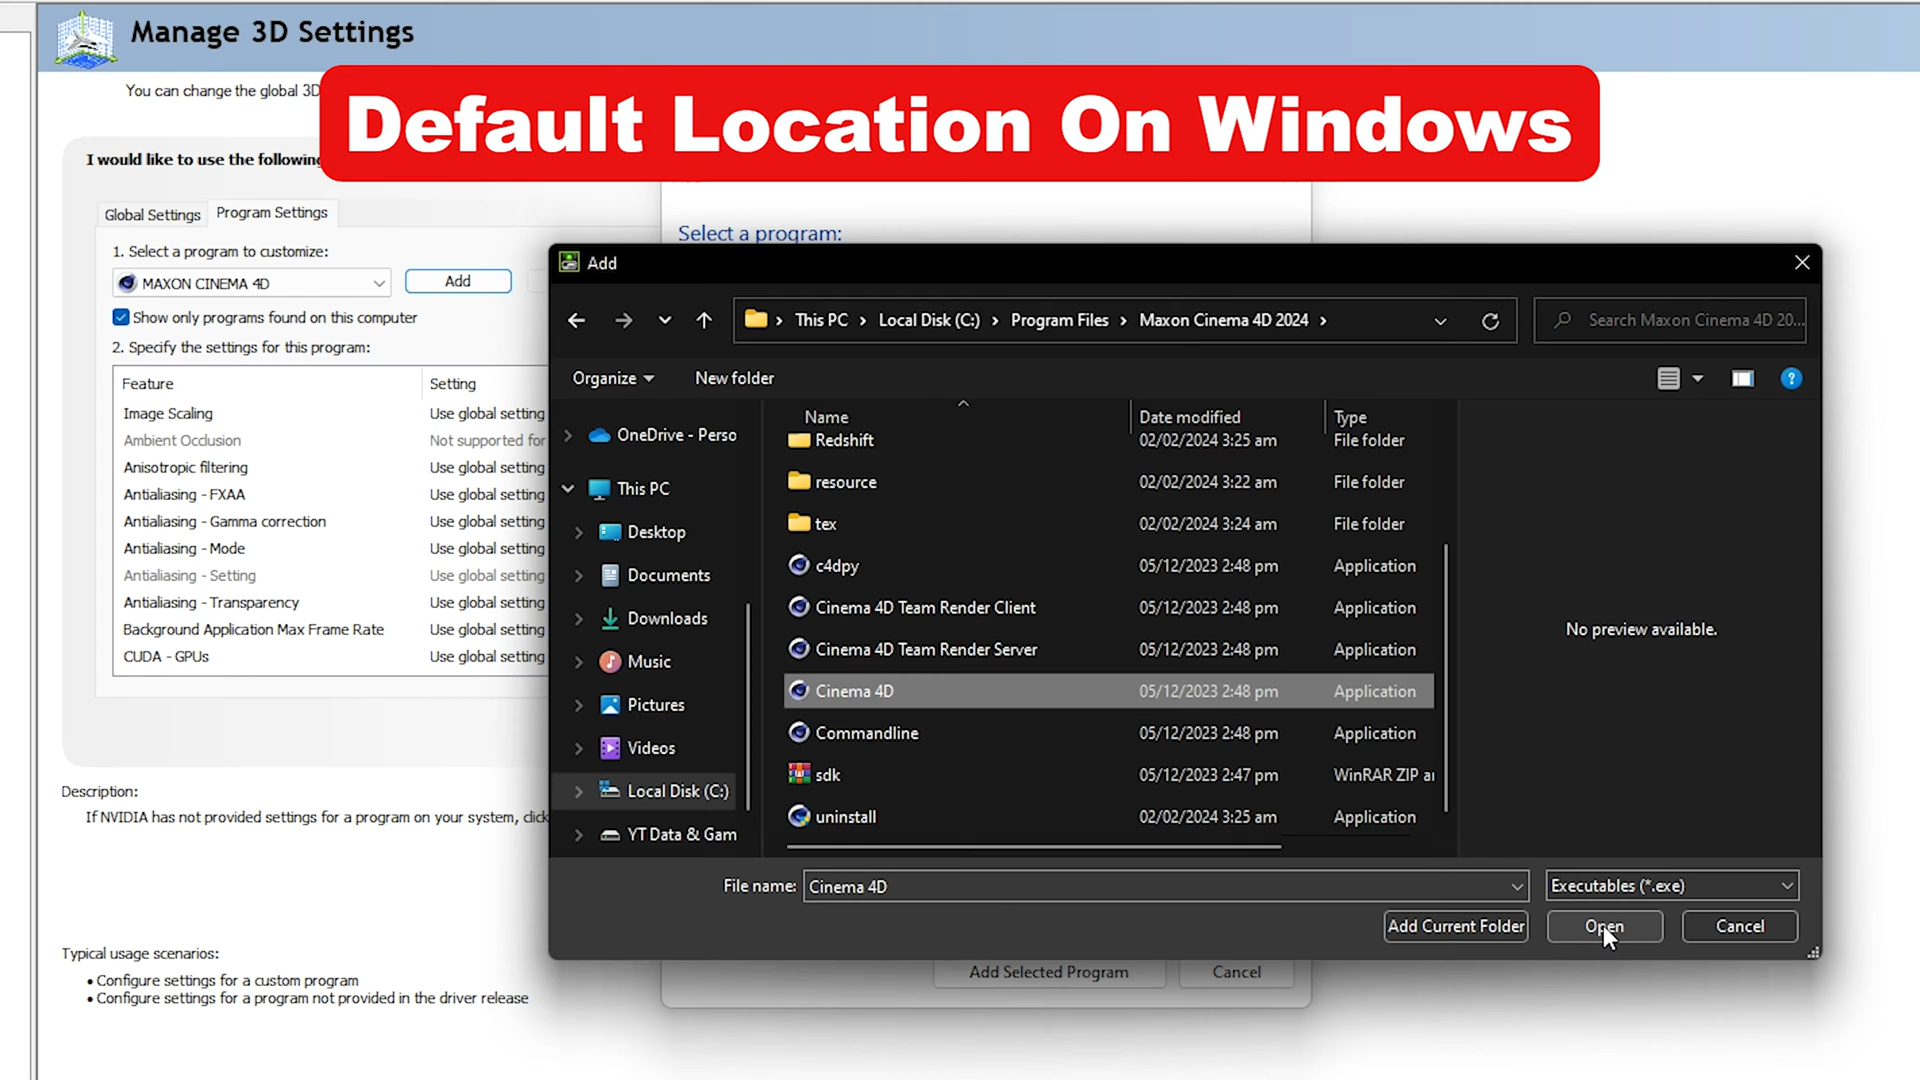 Manage 3D Settings
You can change the global 3D
Default Location On Windows
I would like to use the following
Global Settings
Program Settings
1. Select a program to customize:
MAXON CINEMA 4D
Add
Show only programs found on this computer
2. Specify the settings for this program:
Feature Setting
Image Scaling Use global setting
Ambient Occlusion Not supported for
Anisotropic filtering Use global setting
Antialiasing - FXAA Use global setting
Antialiasing - Gamma correction Use global setting
Antialiasing - Mode Use global setting
Antialiasing - Setting Use global setting
Antialiasing - Transparency Use global setting
Background Application Max Frame Rate Use global setting
CUDA - GPUs Use global setting
Description:
If NVIDIA has not provided settings for a program on your system, click
Typical usage scenarios:
• Configure settings for a custom program
• Configure settings for a program not provided in the driver release
Select a program:
Add
This PC › Local Disk (C:) › Program Files › Maxon Cinema 4D 2024 ›
Search Maxon Cinema 4D 20...
Organize
New folder
OneDrive - Perso
This PC
Desktop
Documents
Downloads
Music
Pictures
Videos
Local Disk (C:)
YT Data & Gam
Name Date modified Type
Redshift 02/02/2024 3:25 am File folder
resource 02/02/2024 3:22 am File folder
tex 02/02/2024 3:24 am File folder
c4dpy 05/12/2023 2:48 pm Application
Cinema 4D Team Render Client 05/12/2023 2:48 pm Application
Cinema 4D Team Render Server 05/12/2023 2:48 pm Application
Cinema 4D 05/12/2023 2:48 pm Application
Commandline 05/12/2023 2:48 pm Application
sdk 05/12/2023 2:47 pm WinRAR ZIP ar
uninstall 02/02/2024 3:25 am Application
No preview available.
File name: Cinema 4D
Executables (*.exe)
Add Current Folder
Open
Cancel
Add Selected Program
Cancel